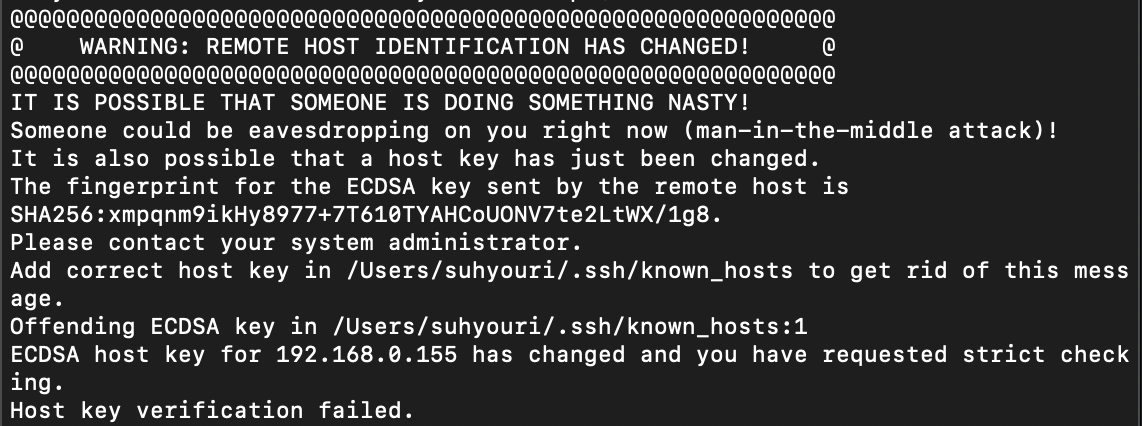 @@@@@@@@@@@@@@@@@@@@@@@@@@@@@@@@@@@@@@@@@@@@@@@@@@@@@@@@@@@
@    WARNING: REMOTE HOST IDENTIFICATION HAS CHANGED!     @
@@@@@@@@@@@@@@@@@@@@@@@@@@@@@@@@@@@@@@@@@@@@@@@@@@@@@@@@@@@
IT IS POSSIBLE THAT SOMEONE IS DOING SOMETHING NASTY!
Someone could be eavesdropping on you right now (man-in-the-middle attack)!
It is also possible that a host key has just been changed.
The fingerprint for the ECDSA key sent by the remote host is
SHA256:xmpqnm9ikHy8977+7T610TYAHCoUONV7te2LtWX/1g8.
Please contact your system administrator.
Add correct host key in /Users/suhyouri/.ssh/known_hosts to get rid of this mess
age.
Offending ECDSA key in /Users/suhyouri/.ssh/known_hosts:1
ECDSA host key for 192.168.0.155 has changed and you have requested strict check
ing.
Host key verification failed.